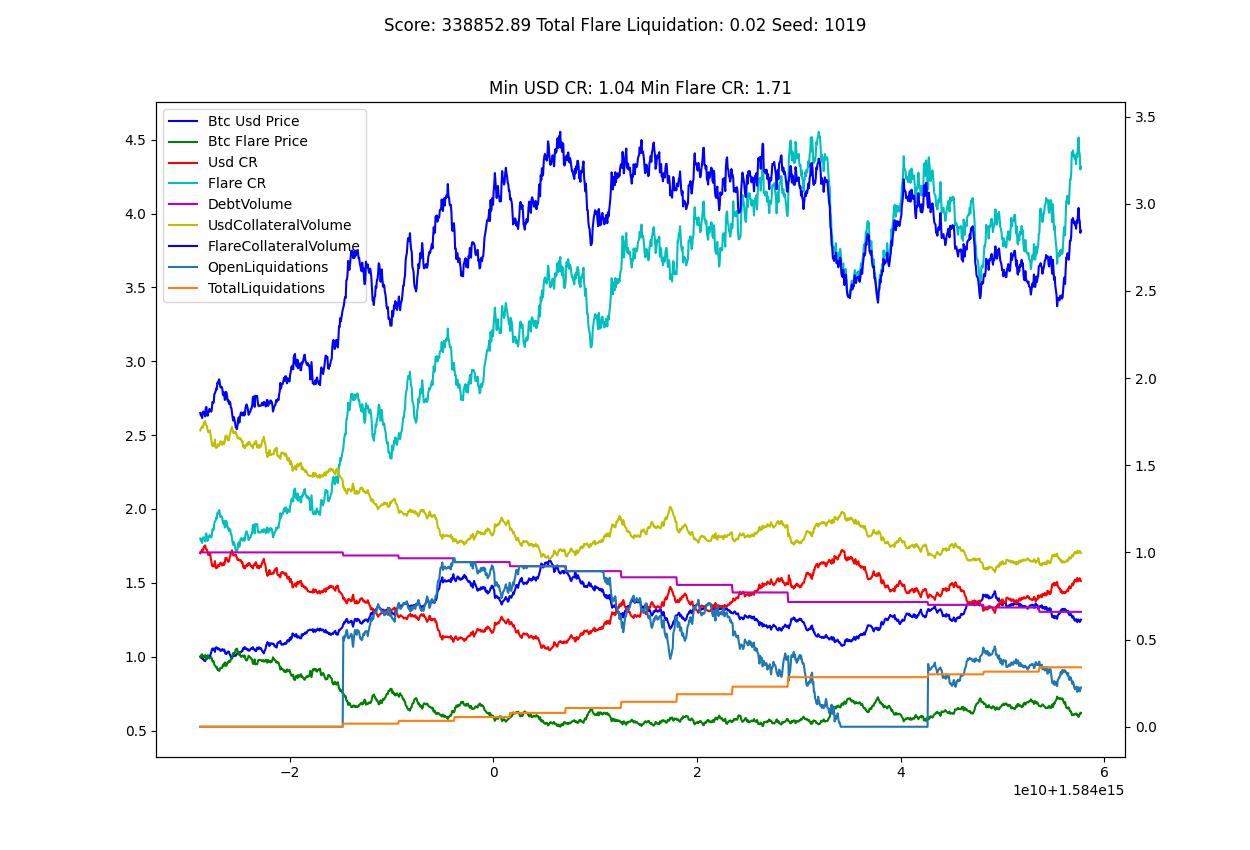 Score: 338852.89 Total Flare Liquidation: 0.02 Seed: 1019
Min USD CR: 1.04 Min Flare CR: 1.71
Btc Usd Price
Btc Flare Price
Usd CR
Flare CR
DebtVolume
UsdCollateralVolume
FlareCollateralVolume
OpenLiquidations
TotalLiquidations
4.5
4.0
3.5
3.0
2.5
2.0
1.5
1.0
0.5
3.5
3.0
2.5
2.0
1.5
1.0
0.5
0.0
−2 0 2 4 6
1e10+1.584e15